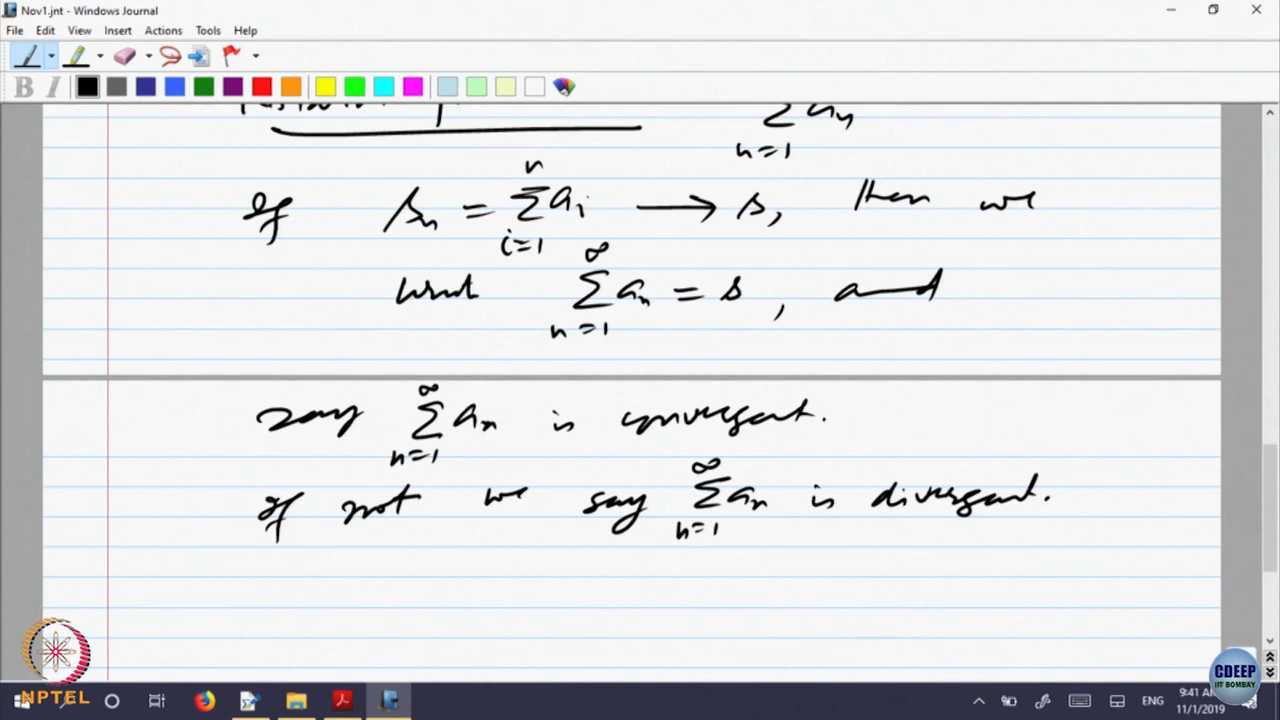 Nov1.jnt - Windows Journal
File Edit View Insert Actions Tools Help
B I
∑ aₙ
n=1
If sₙ = ∑_{i=1}^{n} aᵢ → s, then we
writ ∑_{n=1}^{∞} aₙ = s, and
say ∑_{n=1}^{∞} aₙ is convergent.
If not we say ∑_{n=1}^{∞} aₙ is divergent.
NPTEL
CDEEP
IIT BOMBAY
ENG
9:41 AM
11/1/2019